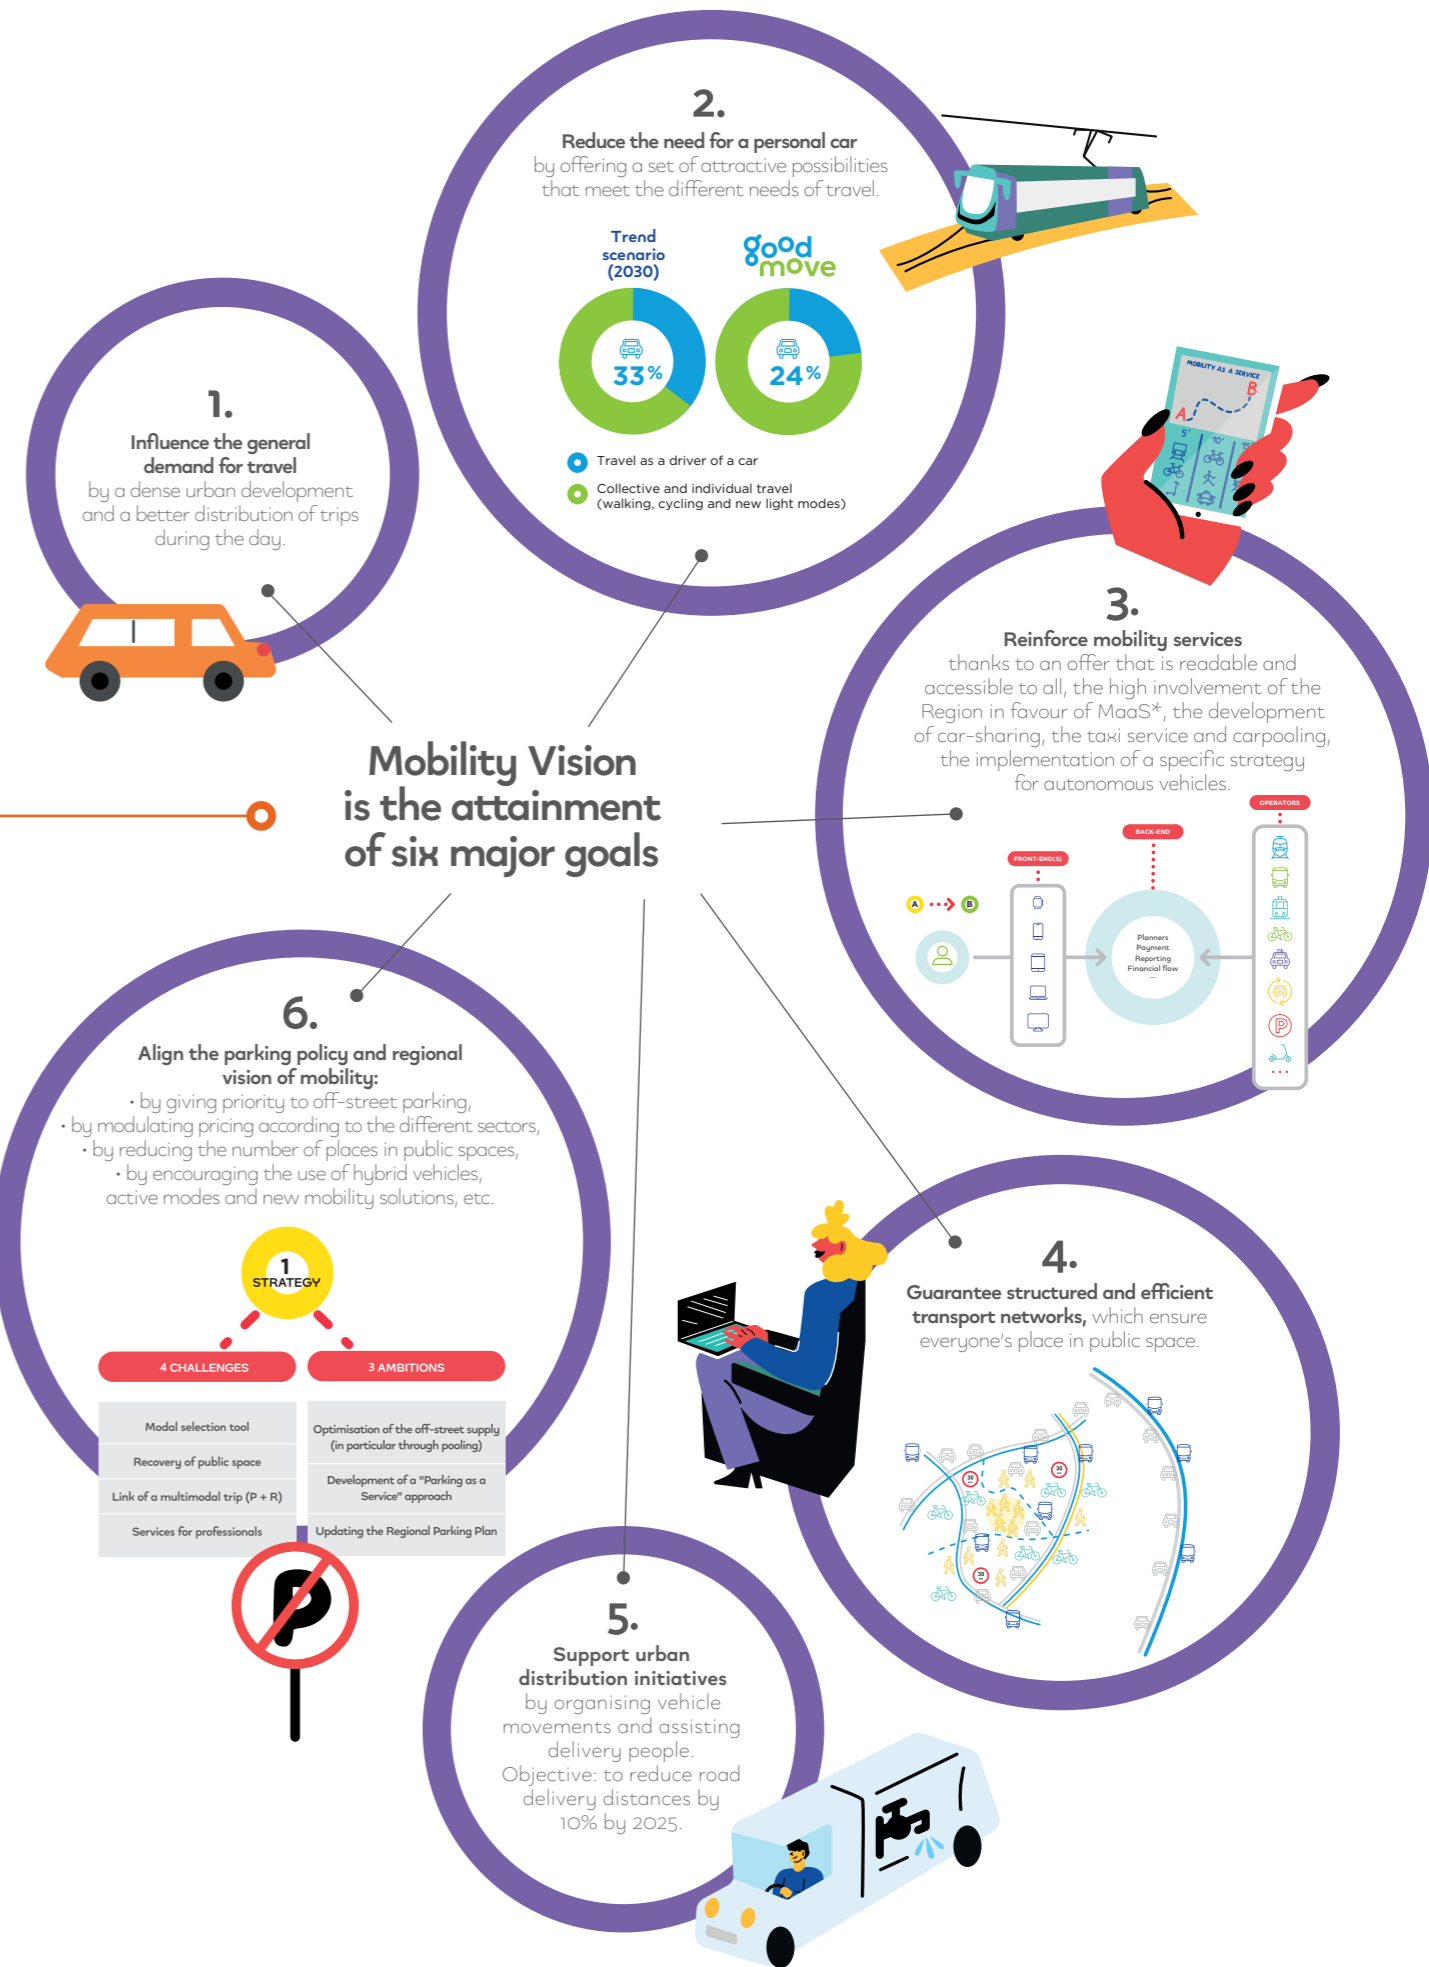 2.
Reduce the need for a personal car
by offering a set of attractive possibilities
that meet the different needs of travel.
Trend
scenario
(2030)
good
move
33%
24%
Travel as a driver of a car
Collective and individual travel
(walking, cycling and new light modes)
1.
Influence the general
demand for travel
by a dense urban development
and a better distribution of trips
during the day.
MOBILITY AS A SERVICE
A
B
5'
10'
3.
Reinforce mobility services
thanks to an offer that is readable and
accessible to all, the high involvement of the
Region in favour of MaaS*, the development
of car-sharing, the taxi service and carpooling,
the implementation of a specific strategy
for autonomous vehicles.
OPERATORS
BACK-END
FRONT-END(S)
A
B
Planners
Payment
Reporting
Financial flow
...
P
...
Mobility Vision
is the attainment
of six major goals
6.
Align the parking policy and regional
vision of mobility:
• by giving priority to off-street parking,
• by modulating pricing according to the different sectors,
• by reducing the number of places in public spaces,
• by encouraging the use of hybrid vehicles,
active modes and new mobility solutions, etc.
1
STRATEGY
4 CHALLENGES
Modal selection tool
Recovery of public space
Link of a multimodal trip (P + R)
Services for professionals
3 AMBITIONS
Optimisation of the off-street supply
(in particular through pooling)
Development of a "Parking as a
Service" approach
Updating the Regional Parking Plan
P
4.
Guarantee structured and efficient
transport networks, which ensure
everyone's place in public space.
30
30
30
5.
Support urban
distribution initiatives
by organising vehicle
movements and assisting
delivery people.
Objective: to reduce road
delivery distances by
10% by 2025.